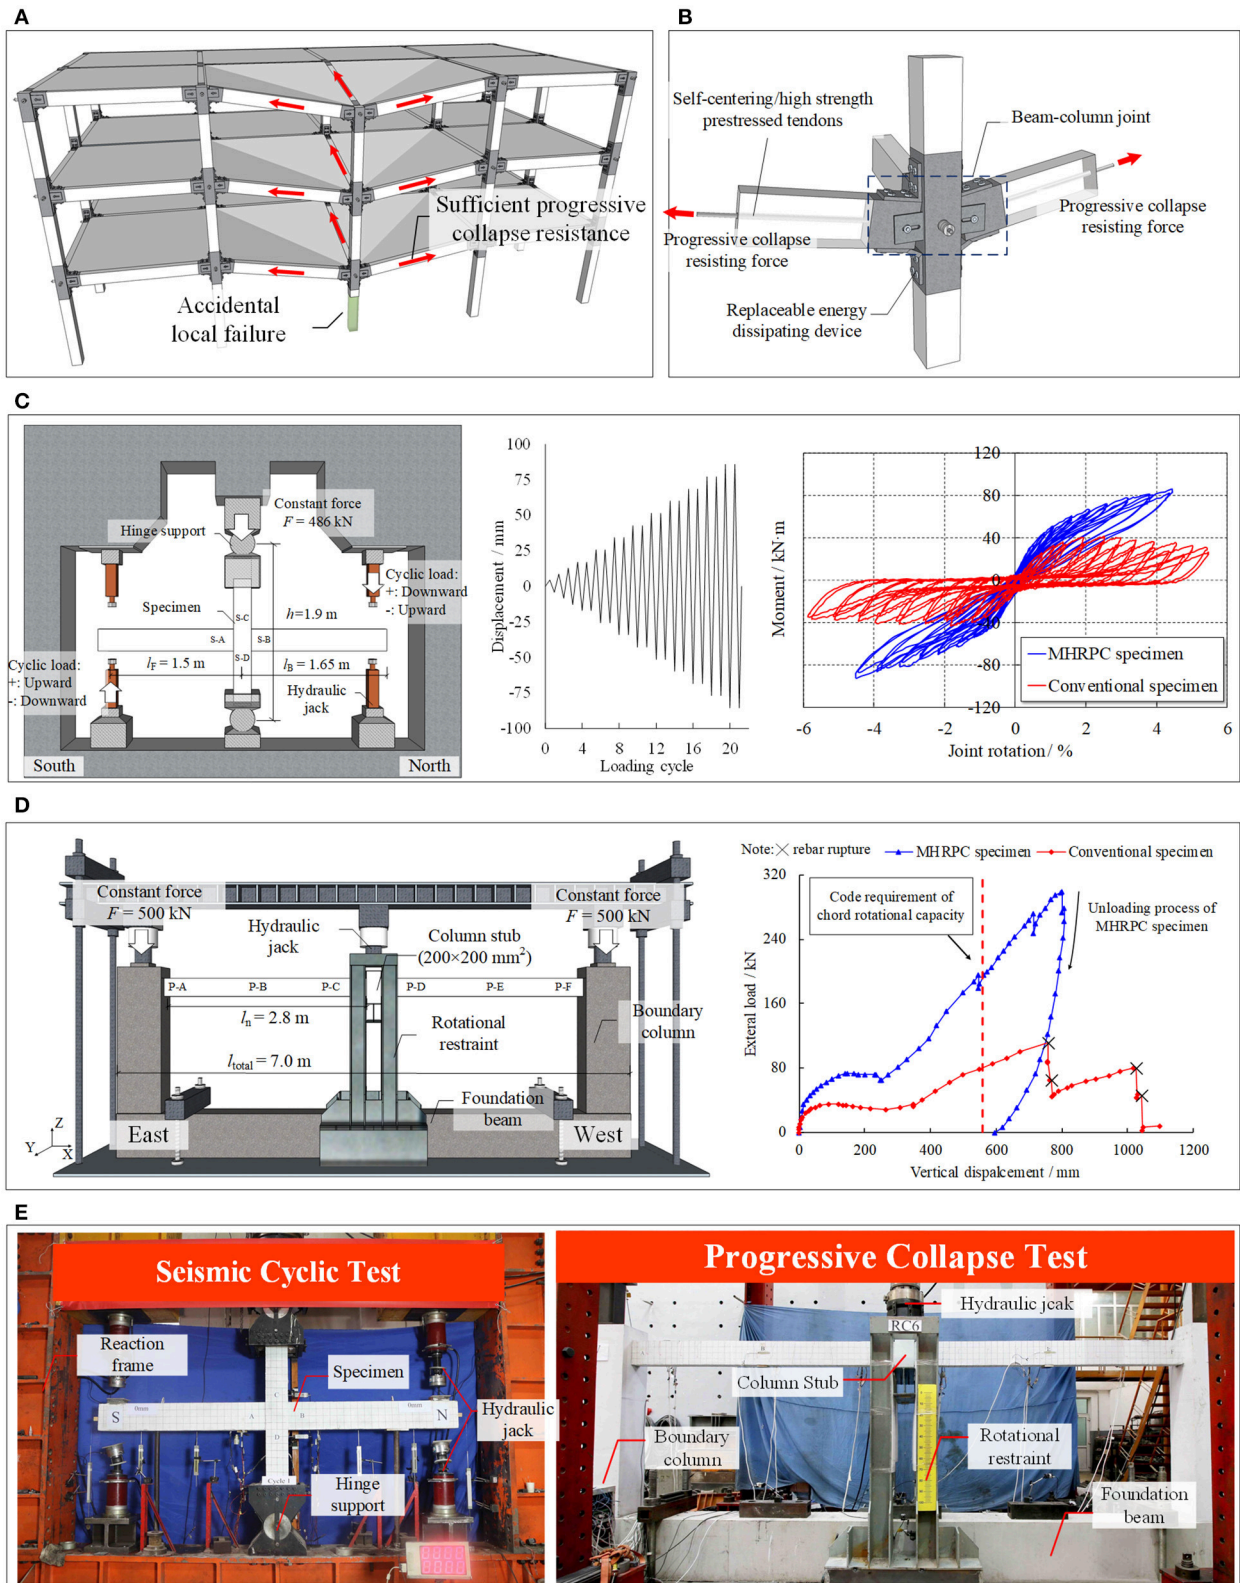 A
Sufficient progressive
collapse resistance
Accidental
local failure
B
Self-centering/high strength
prestressed tendons
Beam-column joint
Progressive collapse
resisting force
Progressive collapse
resisting force
Replaceable energy
dissipating device
C
Constant force
F = 486 kN
Hinge support
Cyclic load:
+: Downward
-: Upward
Specimen
S-C
h=1.9 m
S-A
S-B
S-D
lF = 1.5 m
lB = 1.65 m
Cyclic load:
+: Upward
-: Downward
Hydraulic
jack
South
North
Displacement / mm
100
75
50
25
0
-25
-50
-75
-100
0 4 8 12 16 20
Loading cycle
Moment / kN·m
120
80
40
0
-40
-80
-120
-6 -4 -2 0 2 4 6
Joint rotation / %
MHRPC specimen
Conventional specimen
D
Constant force
F = 500 kN
Constant force
F = 500 kN
Hydraulic
jack
Column stub
(200×200 mm²)
P-A P-B P-C P-D P-E P-F
ln = 2.8 m
Rotational
restraint
Boundary
column
ltotal = 7.0 m
Foundation
beam
East
West
Z
Y
X
Note: × rebar rupture
MHRPC specimen
Conventional specimen
Code requirement of
chord rotational capacity
Unloading process of
MHRPC specimen
Exteral load / kN
320
240
160
80
0
0 200 400 600 800 1000 1200
Vertical dispalcement / mm
E
Seismic Cyclic Test
Reaction
frame
Specimen
S
0mm
A
B
C
D
0mm
N
Hydraulic
jack
Cycle 1
Hinge
support
Progressive Collapse Test
Hydraulic jcak
RC6
Column Stub
Boundary
column
Rotational
restraint
Foundation
beam